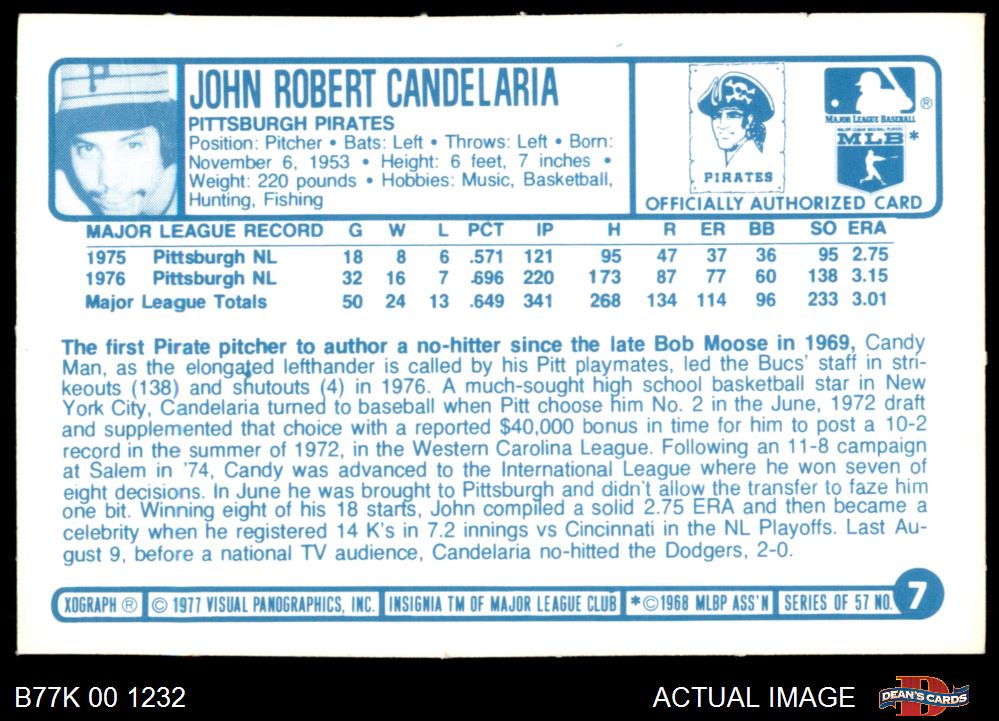 JOHN ROBERT CANDELARIA
PITTSBURGH PIRATES
Position: Pitcher • Bats: Left • Throws: Left • Born:
November 6, 1953 • Height: 6 feet, 7 inches •
Weight: 220 pounds • Hobbies: Music, Basketball,
Hunting, Fishing
P
PIRATES
MAJOR LEAGUE BASEBALL ®
MAJOR LEAGUE BASEBALL PLAYERS
MLB *
OFFICIALLY AUTHORIZED CARD
MAJOR LEAGUE RECORD G W L PCT IP H R ER BB SO ERA
1975 Pittsburgh NL 18 8 6 .571 121 95 47 37 36 95 2.75
1976 Pittsburgh NL 32 16 7 .696 220 173 87 77 60 138 3.15
Major League Totals 50 24 13 .649 341 268 134 114 96 233 3.01
The first Pirate pitcher to author a no-hitter since the late Bob Moose in 1969, Candy
Man, as the elongated lefthander is called by his Pitt playmates, led the Bucs' staff in stri-
keouts (138) and shutouts (4) in 1976. A much-sought high school basketball star in New
York City, Candelaria turned to baseball when Pitt choose him No. 2 in the June, 1972 draft
and supplemented that choice with a reported $40,000 bonus in time for him to post a 10-2
record in the summer of 1972, in the Western Carolina League. Following an 11-8 campaign
at Salem in '74, Candy was advanced to the International League where he won seven of
eight decisions. In June he was brought to Pittsburgh and didn't allow the transfer to faze him
one bit. Winning eight of his 18 starts, John compiled a solid 2.75 ERA and then became a
celebrity when he registered 14 K's in 7.2 innings vs Cincinnati in the NL Playoffs. Last Au-
gust 9, before a national TV audience, Candelaria no-hitted the Dodgers, 2-0.
XOGRAPH ® © 1977 VISUAL PANOGRAPHICS, INC. INSIGNIA TM OF MAJOR LEAGUE CLUB *©1968 MLBP ASS'N SERIES OF 57 NO. 7
B77K 00 1232 ACTUAL IMAGE DEAN'S CARDS